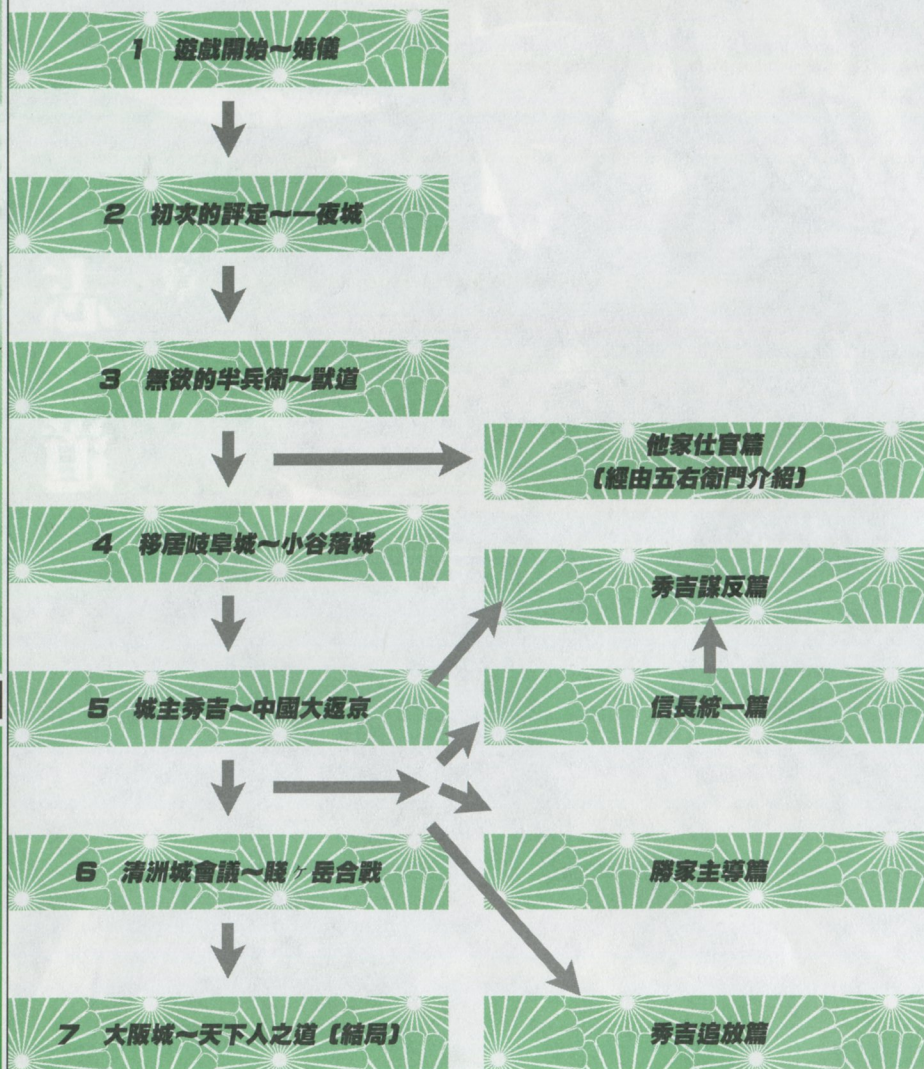 1 遊戲開始～婚儀
2 初次的評定～一夜城
3 無欲的半兵衛～獸道
他家仕官篇
〔經由五右衛門介紹〕
4 移居岐阜城～小谷落城
秀吉謀反篇
5 城主秀吉～中國大返京
信長統一篇
6 清洲城會議～賤ヶ岳合戰
勝家主導篇
7 大阪城～天下人之道〔結局〕
秀吉追放篇